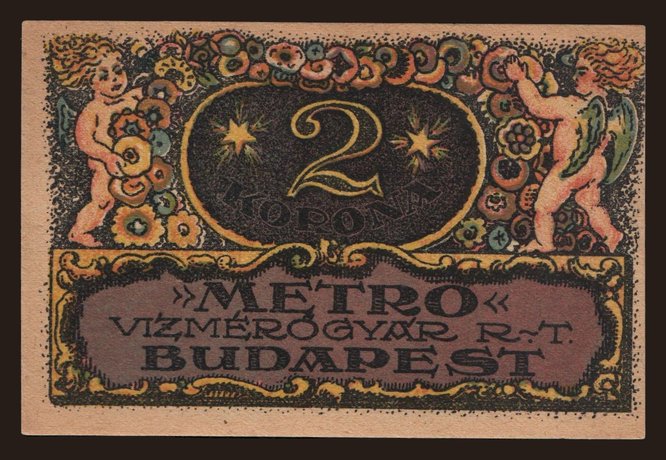 2
KORONA
»METRO«
VIZMÉRŐGYÁR R.-T.
BUDAPEST